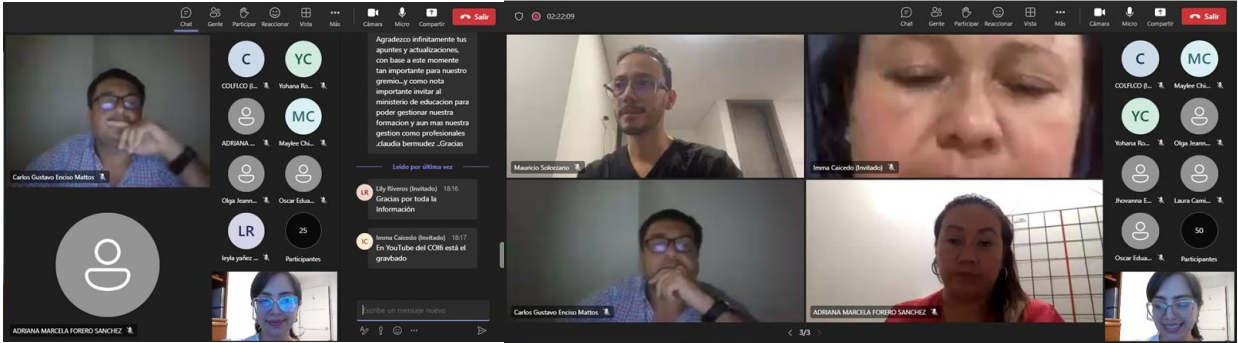 Chat
Gente
Participar
Reaccionar
Vista
Más
Cámara
Micro
Compartir
Salir
Carlos Gustavo Enciso Mattos
ADRIANA MARCELA FORERO SANCHEZ
C
COLFI.CO (I...
YC
Yohana Ro...
ADRIANA ...
MC
Maylee Chi...
Olga Jeann...
Oscar Edua...
LR
leyla yañez ...
25
Participantes
Agradezco infinitamente tus
apuntes y actualizaciones,
con base a este momento
tan importante para nuestro
gremio...y como nota
importante invitar al
ministerio de educacion para
poder gestionar nuestra
formacion y aun mas nuestra
gestion como profesionales
.claudia bermudez ..Gracias
Leído por última vez
LR
Lily Riveros (Invitado) 18:16
Gracias por toda la
Información
IC
Imma Caicedo (Invitado) 18:17
En YouTube del COlfi está el
gravbado
Escribe un mensaje nuevo
02:22:09
Chat
Gente
Participar
Reaccionar
Vista
Más
Cámara
Micro
Compartir
Salir
Mauricio Solorzano
Imma Caicedo (Invitado)
Carlos Gustavo Enciso Mattos
ADRIANA MARCELA FORERO SANCHEZ
C
COLFI.CO (I...
MC
Maylee Chi...
YC
Yohana Ro...
Olga Jeann...
Jhovanna E...
Laura Cami...
Oscar Edua...
50
Participantes
3/3